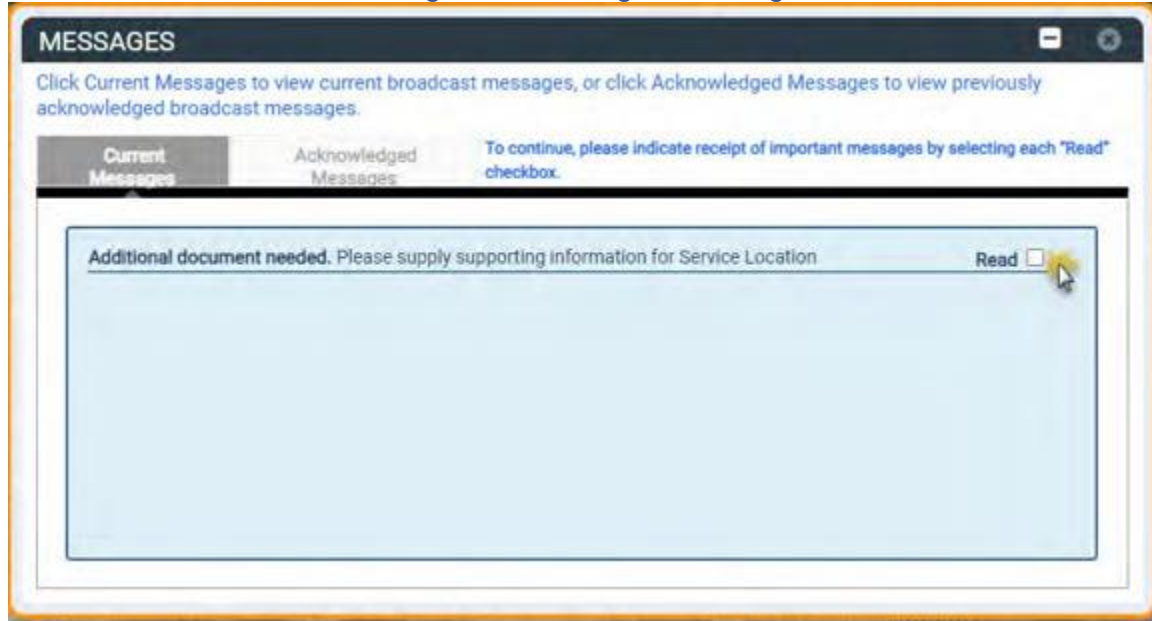 MESSAGES
Click Current Messages to view current broadcast messages, or click Acknowledged Messages to view previously
acknowledged broadcast messages.
Current
Messages
Acknowledged
Messages
To continue, please indicate receipt of important messages by selecting each "Read"
checkbox.
Additional document needed. Please supply supporting information for Service Location
Read